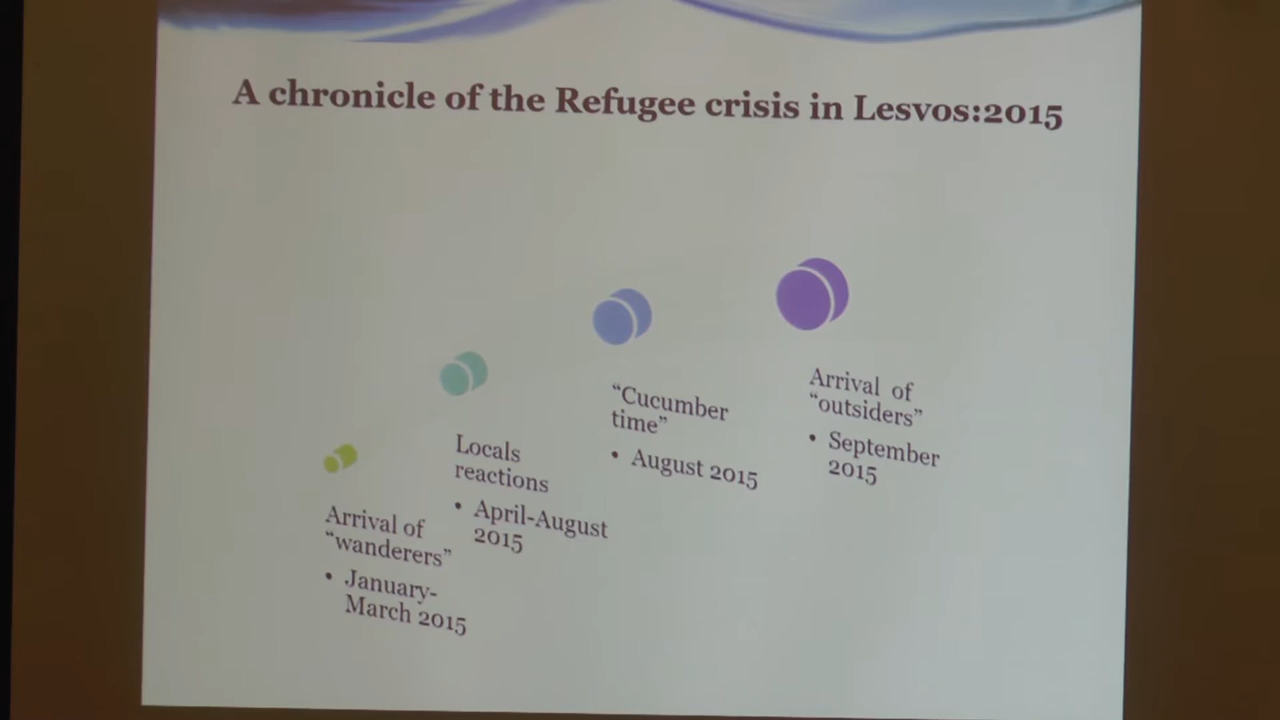 A chronicle of the Refugee crisis in Lesvos:2015
Arrival of
“wanderers”
• January-
March 2015
Locals
reactions
• April-August
2015
“Cucumber
time”
• August 2015
Arrival of
“outsiders”
• September
2015